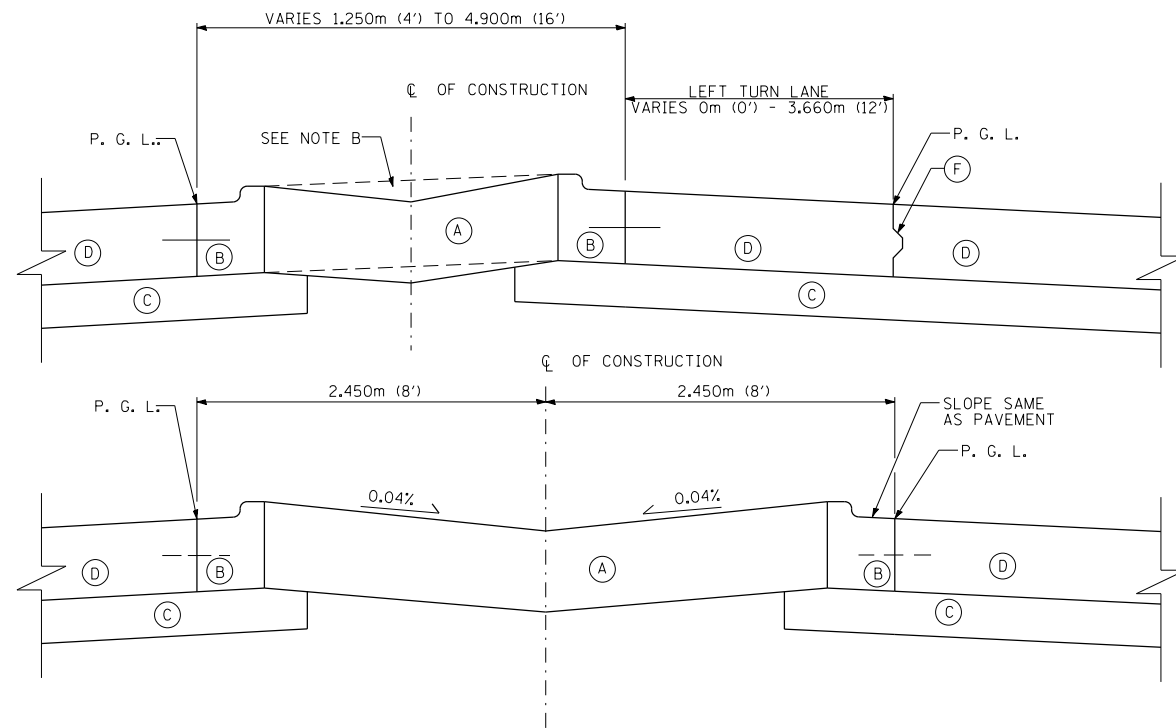 VARIES 1.250m (4') TO 4.900m (16')
℄ OF CONSTRUCTION
LEFT TURN LANE
VARIES 0m (0') - 3.660m (12')
P. G. L..
SEE NOTE B
P. G. L.
F
A
D
B
B
D
D
C
C
℄ OF CONSTRUCTION
2.450m (8')
2.450m (8')
P. G. L.
SLOPE SAME
AS PAVEMENT
P. G. L.
0.04%
0.04%
D
B
A
B
D
C
C